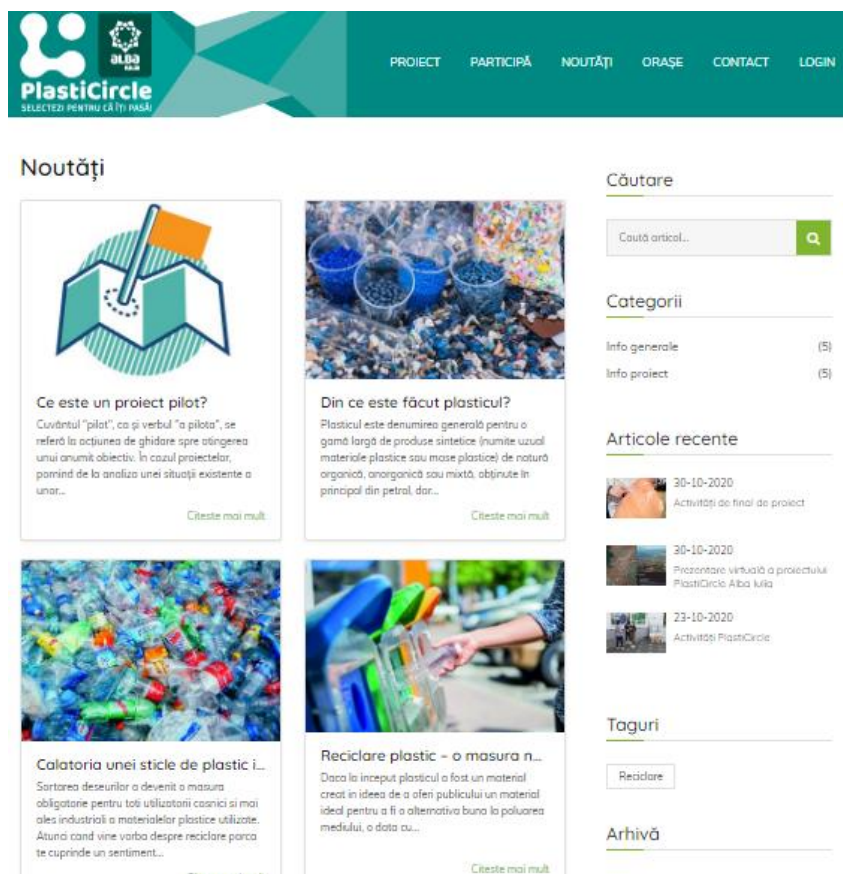 alba
iulia
PlastiCircle
SELECTEZI PENTRU CĂ ÎȚI PASĂ!
PROIECT PARTICIPĂ NOUTĂȚI ORAȘE CONTACT LOGIN
Noutăți
Ce este un proiect pilot?
Cuvântul "pilot", ca și verbul "a pilota", se
referă la acțiunea de ghidare spre atingerea
unui anumit obiectiv. În cazul proiectelor,
pornind de la analiza unei situații existente a
unor...
Citeste mai mult
Din ce este făcut plasticul?
Plasticul este denumirea generală pentru o
gamă largă de produse sintetice (numite uzual
materiale plastice sau mase plastice) de natură
organică, anorganică sau mixtă, obținute în
principal din petrol, dar...
Citeste mai mult
Calatoria unei sticle de plastic i...
Sortarea deseurilor a devenit o masura
obligatorie pentru toti utilizatorii casnici si mai
ales industriali a materialelor plastice utilizate.
Atunci cand vine vorba despre reciclare parca
te cuprinde un sentiment...
Reciclare plastic – o masura n...
Daca la inceput plasticul a fost un material
creat in ideea de a oferi publicului un material
ideal pentru a fi o alternativa buna la poluarea
mediului, o data cu...
Citeste mai mult
Căutare
Caută articol...
Categorii
Info generale (5)
Info proiect (5)
Articole recente
30-10-2020
Activități de final de proiect
30-10-2020
Prezentare virtuală a proiectului
PlastiCircle Alba Iulia
23-10-2020
Activități PlastiCircle
Taguri
Reciclare
Arhivă